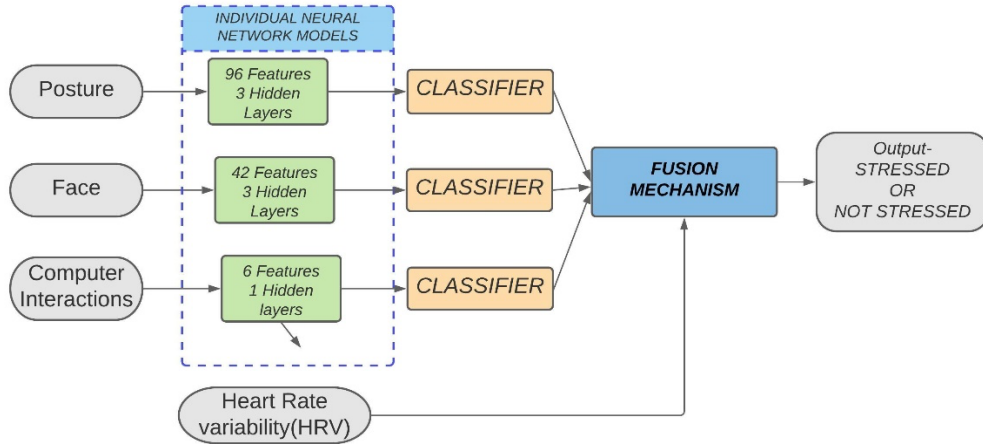 INDIVIDUAL NEURAL
NETWORK MODELS
Posture
96 Features
3 Hidden
Layers
CLASSIFIER
Face
42 Features
3 Hidden
Layers
CLASSIFIER
Computer
Interactions
6 Features
1 Hidden
layers
CLASSIFIER
FUSION
MECHANISM
Output-
STRESSED
OR
NOT STRESSED
Heart Rate
variability(HRV)